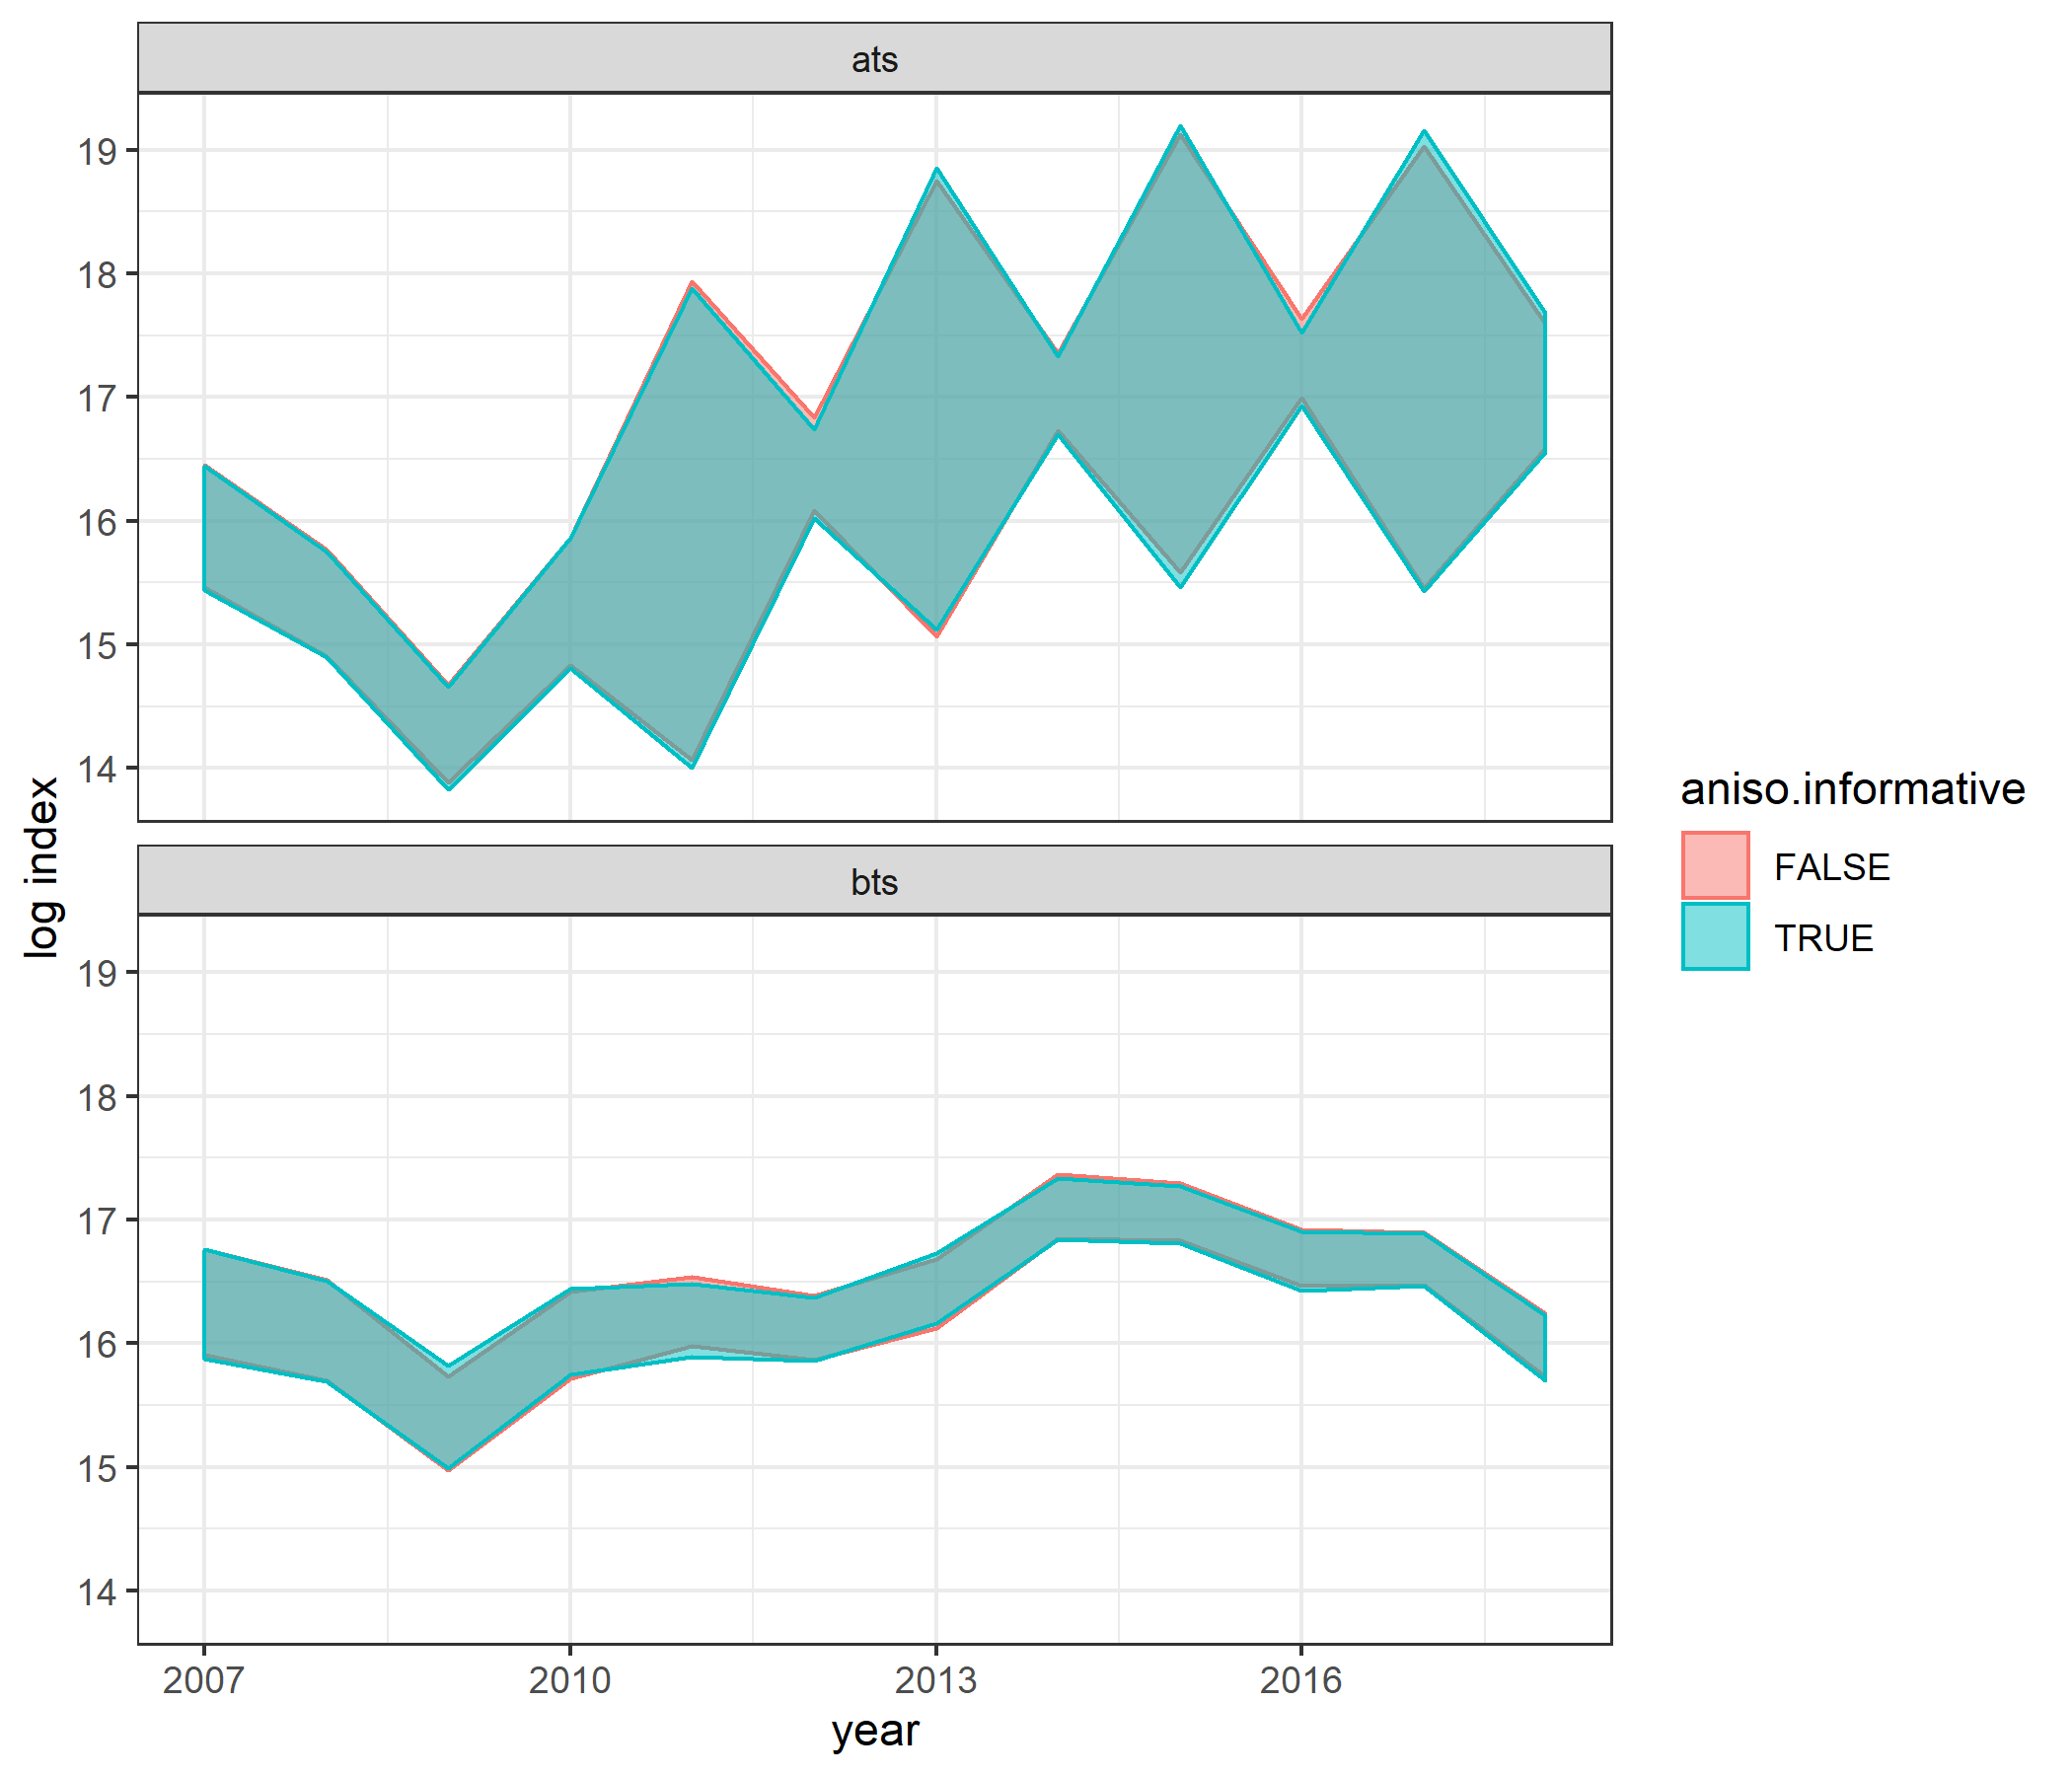 ats
19
18
17
16
15
14
bts
19
18
17
16
15
14
2007 2010 2013 2016
year
log index
aniso.informative
FALSE
TRUE